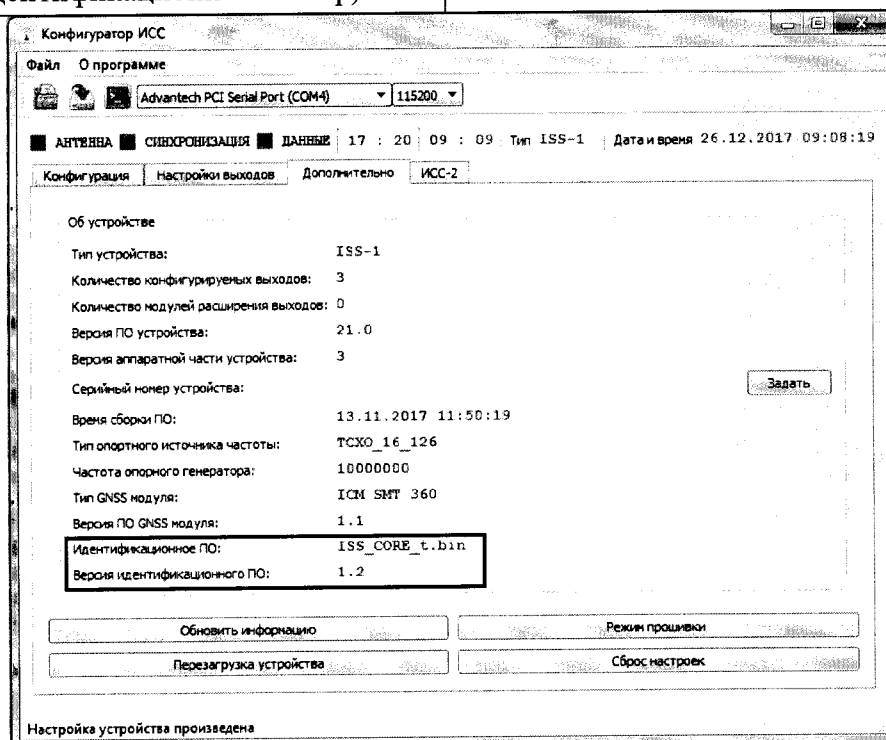 Конфигуратор ИСС
Файл О программе
Advantech PCI Serial Port (COM4) 115200
АНТЕННА СИНХРОНИЗАЦИЯ ДАННЫЕ 17 : 20 09 : 09 Тип ISS-1 Дата и время 26.12.2017 09:08:19
Конфигурация Настройки выходов Дополнительно ИСС-2
Об устройстве
Тип устройства: ISS-1
Количество конфигурируемых выходов: 3
Количество модулей расширения выходов: 0
Версия ПО устройства: 21.0
Версия аппаратной части устройства: 3
Серийный номер устройства: Задать
Время сборки ПО: 13.11.2017 11:50:19
Тип опортного источника частоты: TCXO_16_126
Частота опорного генератора: 10000000
Тип GNSS модуля: ICM SMT 360
Версия ПО GNSS модуля: 1.1
Идентификационное ПО: ISS_CORE_t.bin
Версия идентификационного ПО: 1.2
Обновить информацию Режим прошивки
Перезагрузка устройства Сброс настроек
Настройка устройства произведена